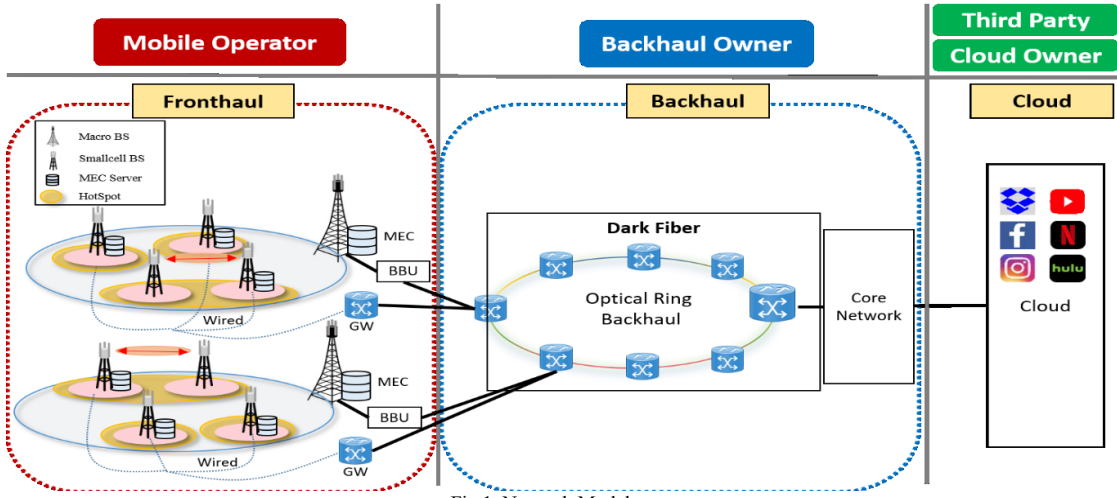 Mobile Operator
Backhaul Owner
Third Party
Cloud Owner
Fronthaul
Backhaul
Cloud
Macro BS
Smallcell BS
MEC Server
HotSpot
MEC
BBU
Wired
GW
MEC
BBU
Wired
GW
Dark Fiber
Optical Ring
Backhaul
Core
Network
f
N
hulu
Cloud